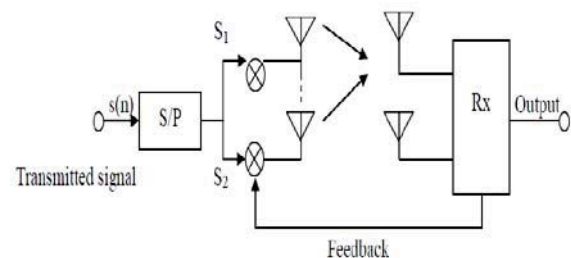 S1
s(n)
S/P
Rx
Output
Transmitted signal
S2
Feedback